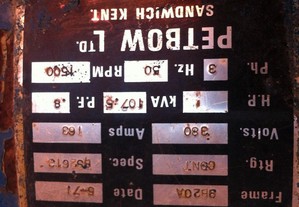 Frame Date 5-71
Rtg. CONT Spec.
Volts. 380 Amps 163
H.P. kVA 107.5 P.F. .8
Ph. 3 Hz. 50 RPM 1500
PETBOW LTD.
SANDWICH KENT.